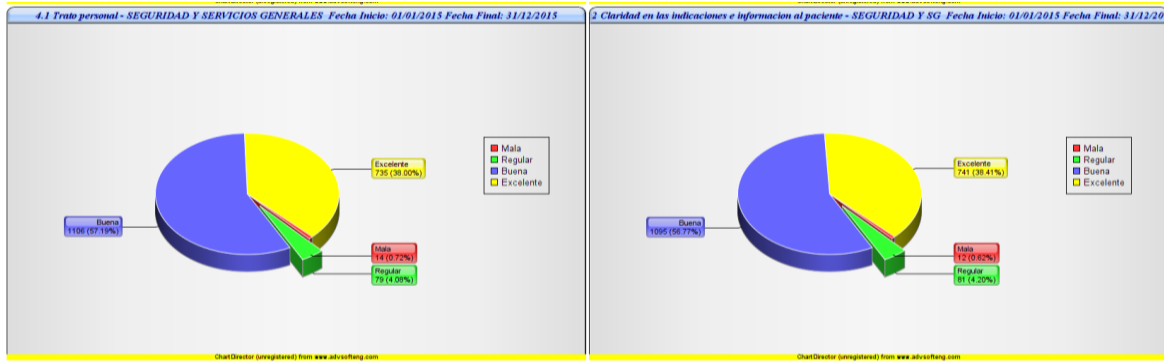 4.1 Trato personal - SEGURIDAD Y SERVICIOS GENERALES Fecha Inicio: 01/01/2015 Fecha Final: 31/12/2015
Excelente
735 (38.00%)
Mala
Regular
Buena
Excelente
Buena
1106 (57.19%)
Mala
14 (0.72%)
Regular
79 (4.08%)
ChartDirector (unregistered) from www.advsofteng.com
2 Claridad en las indicaciones e informacion al paciente - SEGURIDAD Y SG Fecha Inicio: 01/01/2015 Fecha Final: 31/12/20
Excelente
741 (38.41%)
Mala
Regular
Buena
Excelente
Buena
1095 (56.77%)
Mala
12 (0.62%)
Regular
81 (4.20%)
ChartDirector (unregistered) from www.advsofteng.com